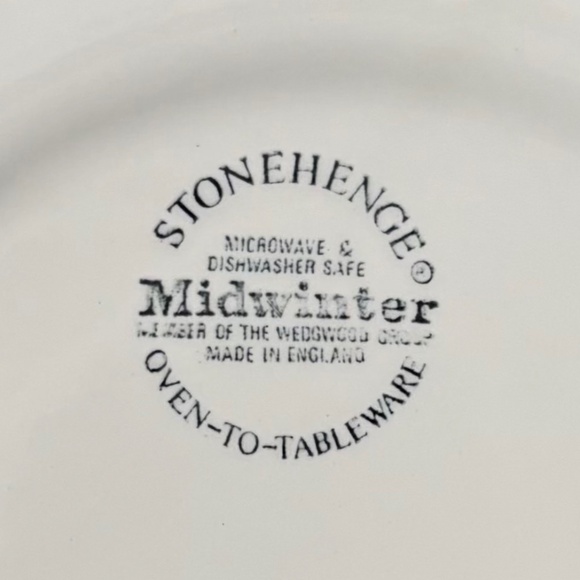 STONEHENGE®
MICROWAVE &
DISHWASHER SAFE
Midwinter
MEMBER OF THE WEDGWOOD GROUP
MADE IN ENGLAND
OVEN-TO-TABLEWARE